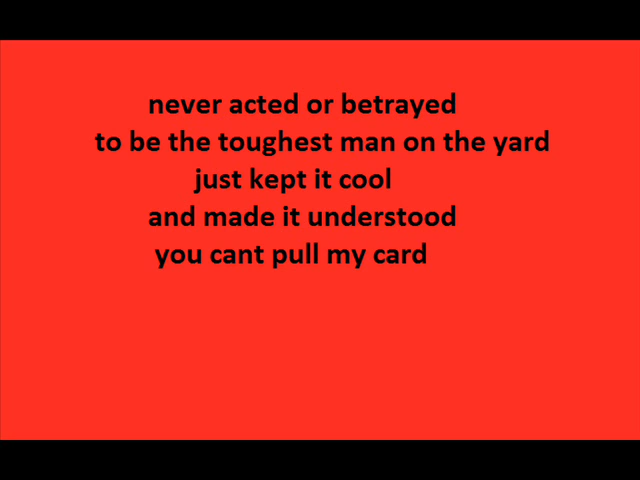 never acted or betrayed
to be the toughest man on the yard
just kept it cool
and made it understood
you cant pull my card